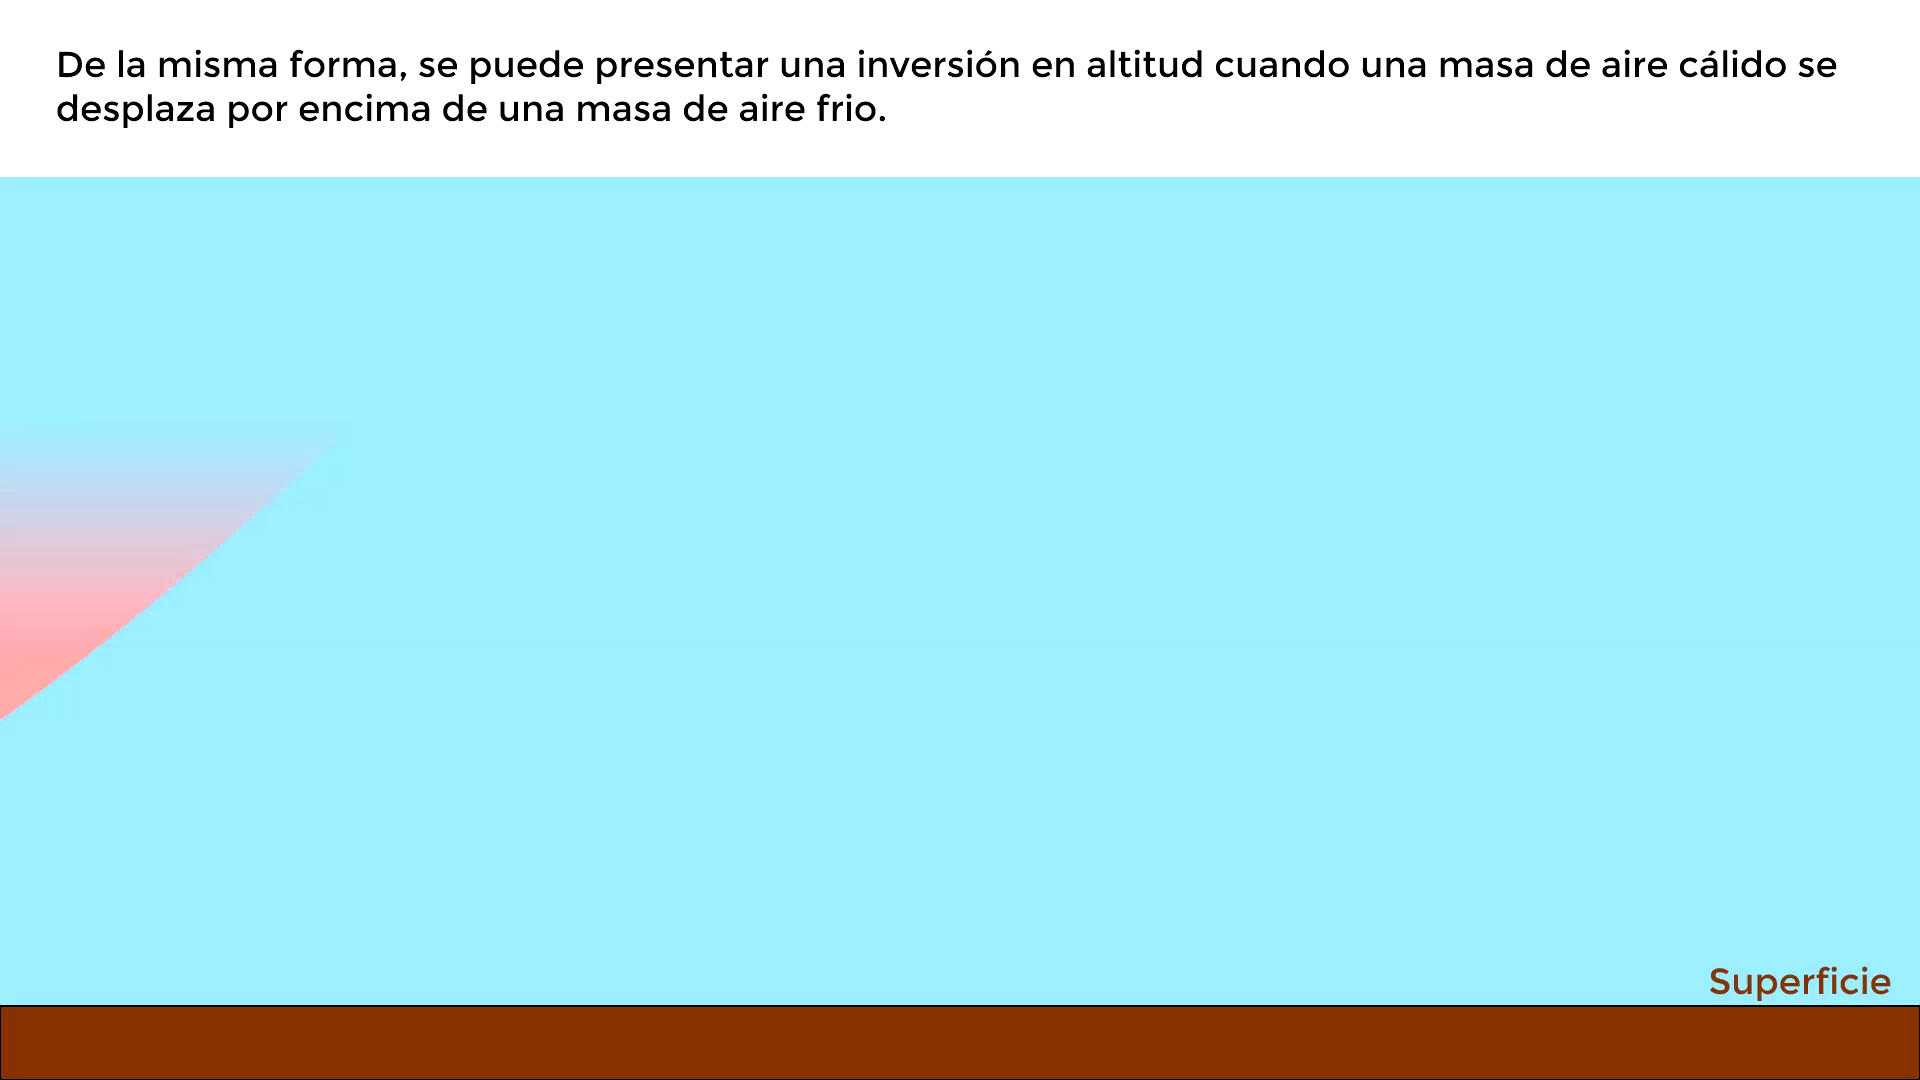 De la misma forma, se puede presentar una inversión en altitud cuando una masa de aire cálido se
desplaza por encima de una masa de aire frio.
Superficie